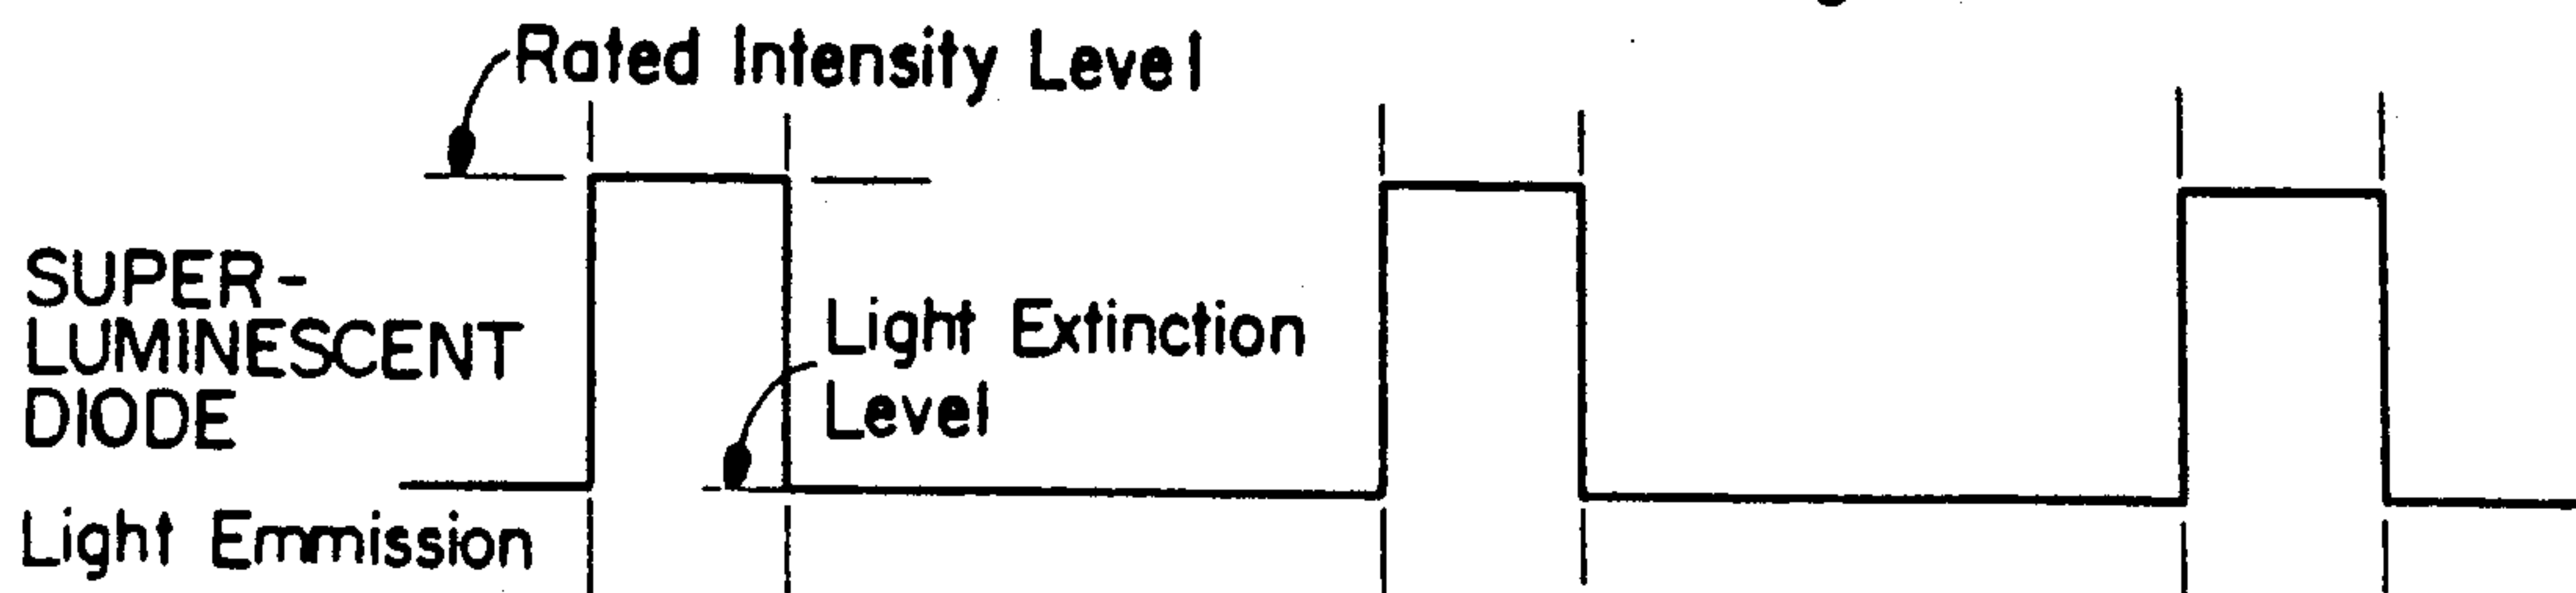 Rated Intensity Level
SUPER-
LUMINESCENT
DIODE
Light Extinction
Level
Light Emmission